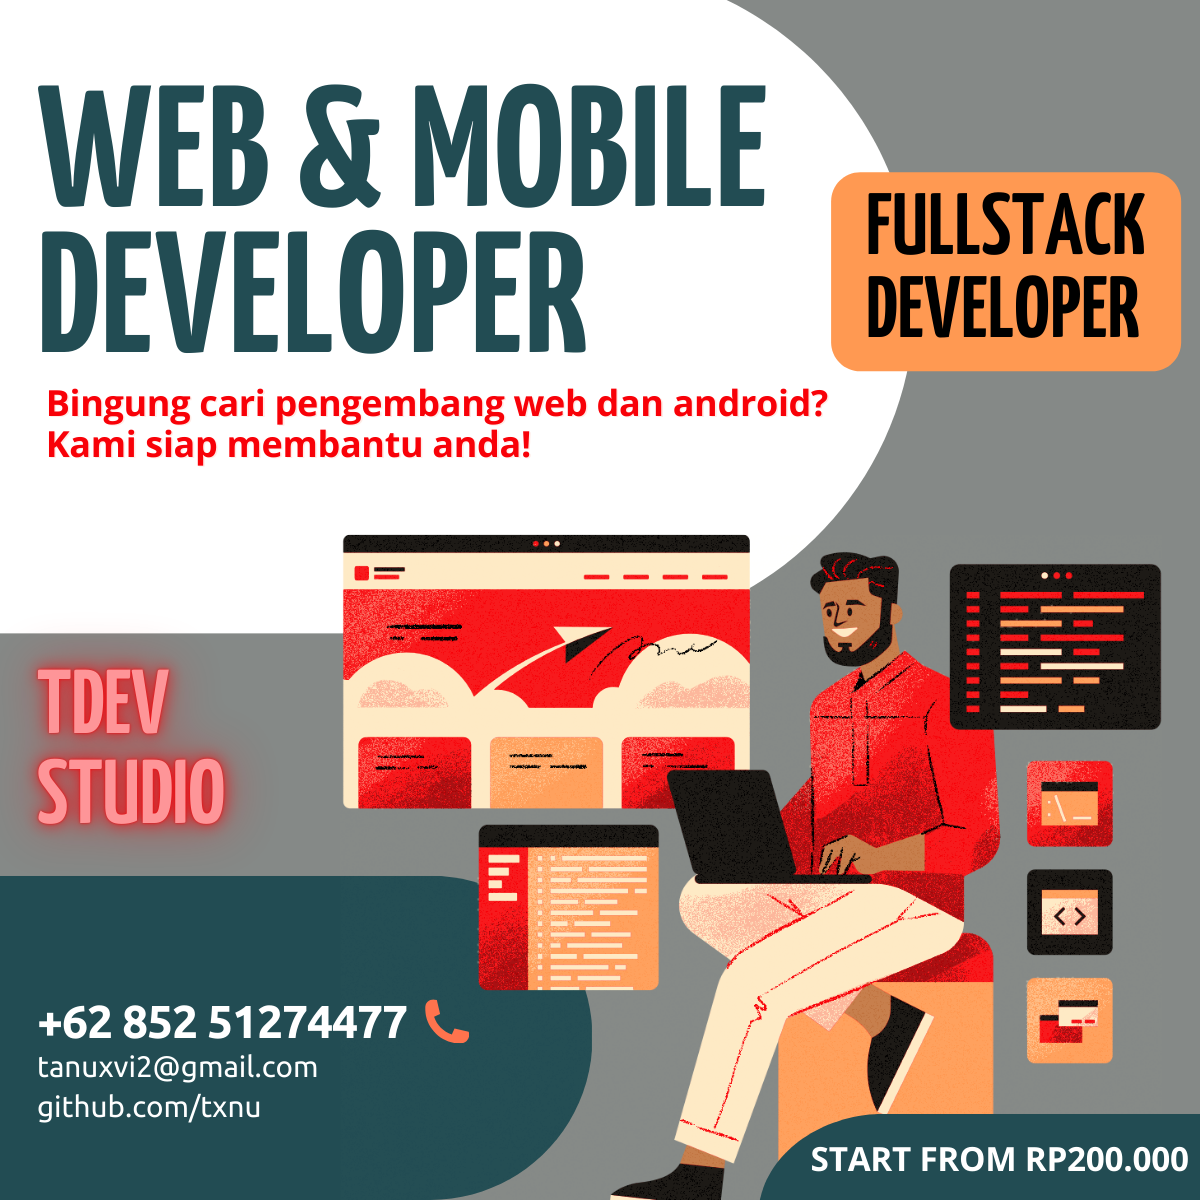 WEB & MOBILE
DEVELOPER
FULLSTACK
DEVELOPER
Bingung cari pengembang web dan android?
Kami siap membantu anda!
TDEV
STUDIO
+62 852 51274477
tanuxvi2@gmail.com
github.com/txnu
START FROM RP200.000